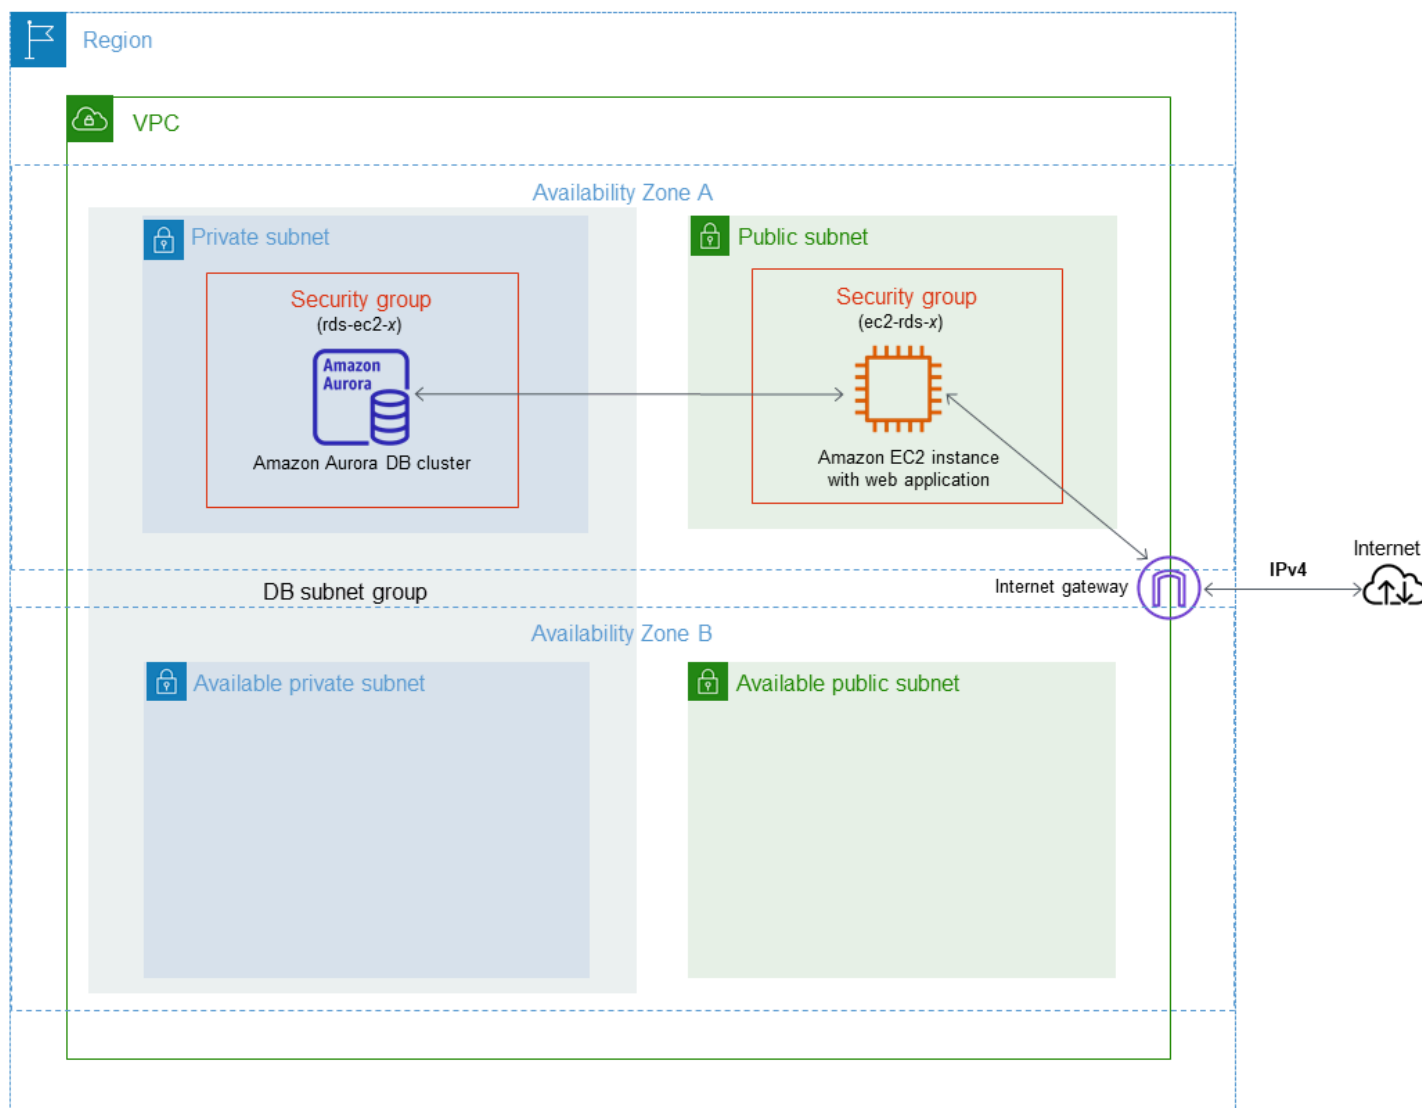 Region
VPC
Availability Zone A
Private subnet
Public subnet
Security group
(rds-ec2-x)
Amazon
Aurora
Amazon Aurora DB cluster
Security group
(ec2-rds-x)
Amazon EC2 instance
with web application
Internet
IPv4
Internet gateway
DB subnet group
Availability Zone B
Available private subnet
Available public subnet